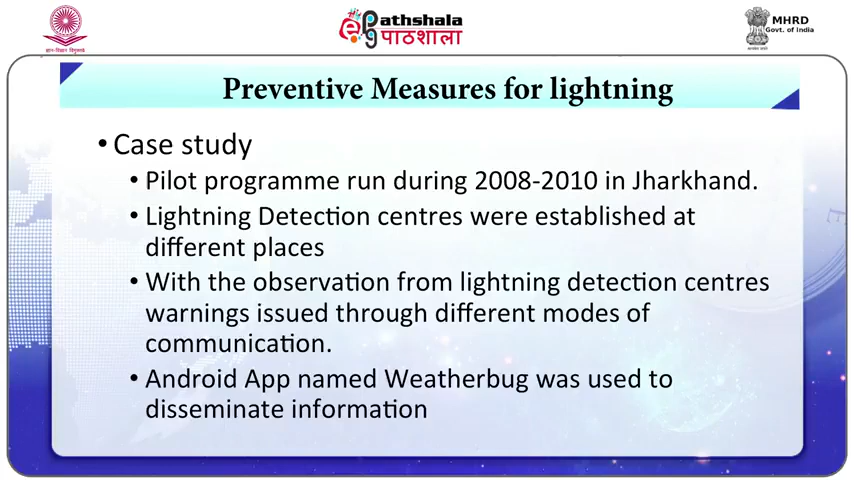 ज्ञान-विज्ञान विमुक्तये
epathshala
पाठशाला
MHRD
Govt. of India
Preventive Measures for lightning
• Case study
• Pilot programme run during 2008-2010 in Jharkhand.
• Lightning Detection centres were established at
different places
• With the observation from lightning detection centres
warnings issued through different modes of
communication.
• Android App named Weatherbug was used to
disseminate information